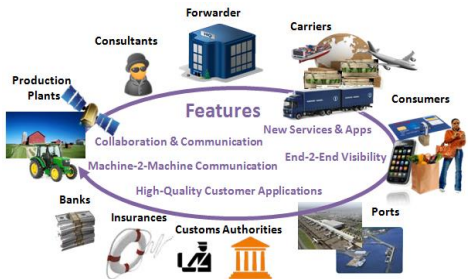 Forwarder
Consultants
Carriers
Production
Plants
Consumers
Features
New Services & Apps
Collaboration & Communication
End-2-End Visibility
Machine-2-Machine Communication
High-Quality Customer Applications
Banks
Insurances
Customs Authorities
Ports